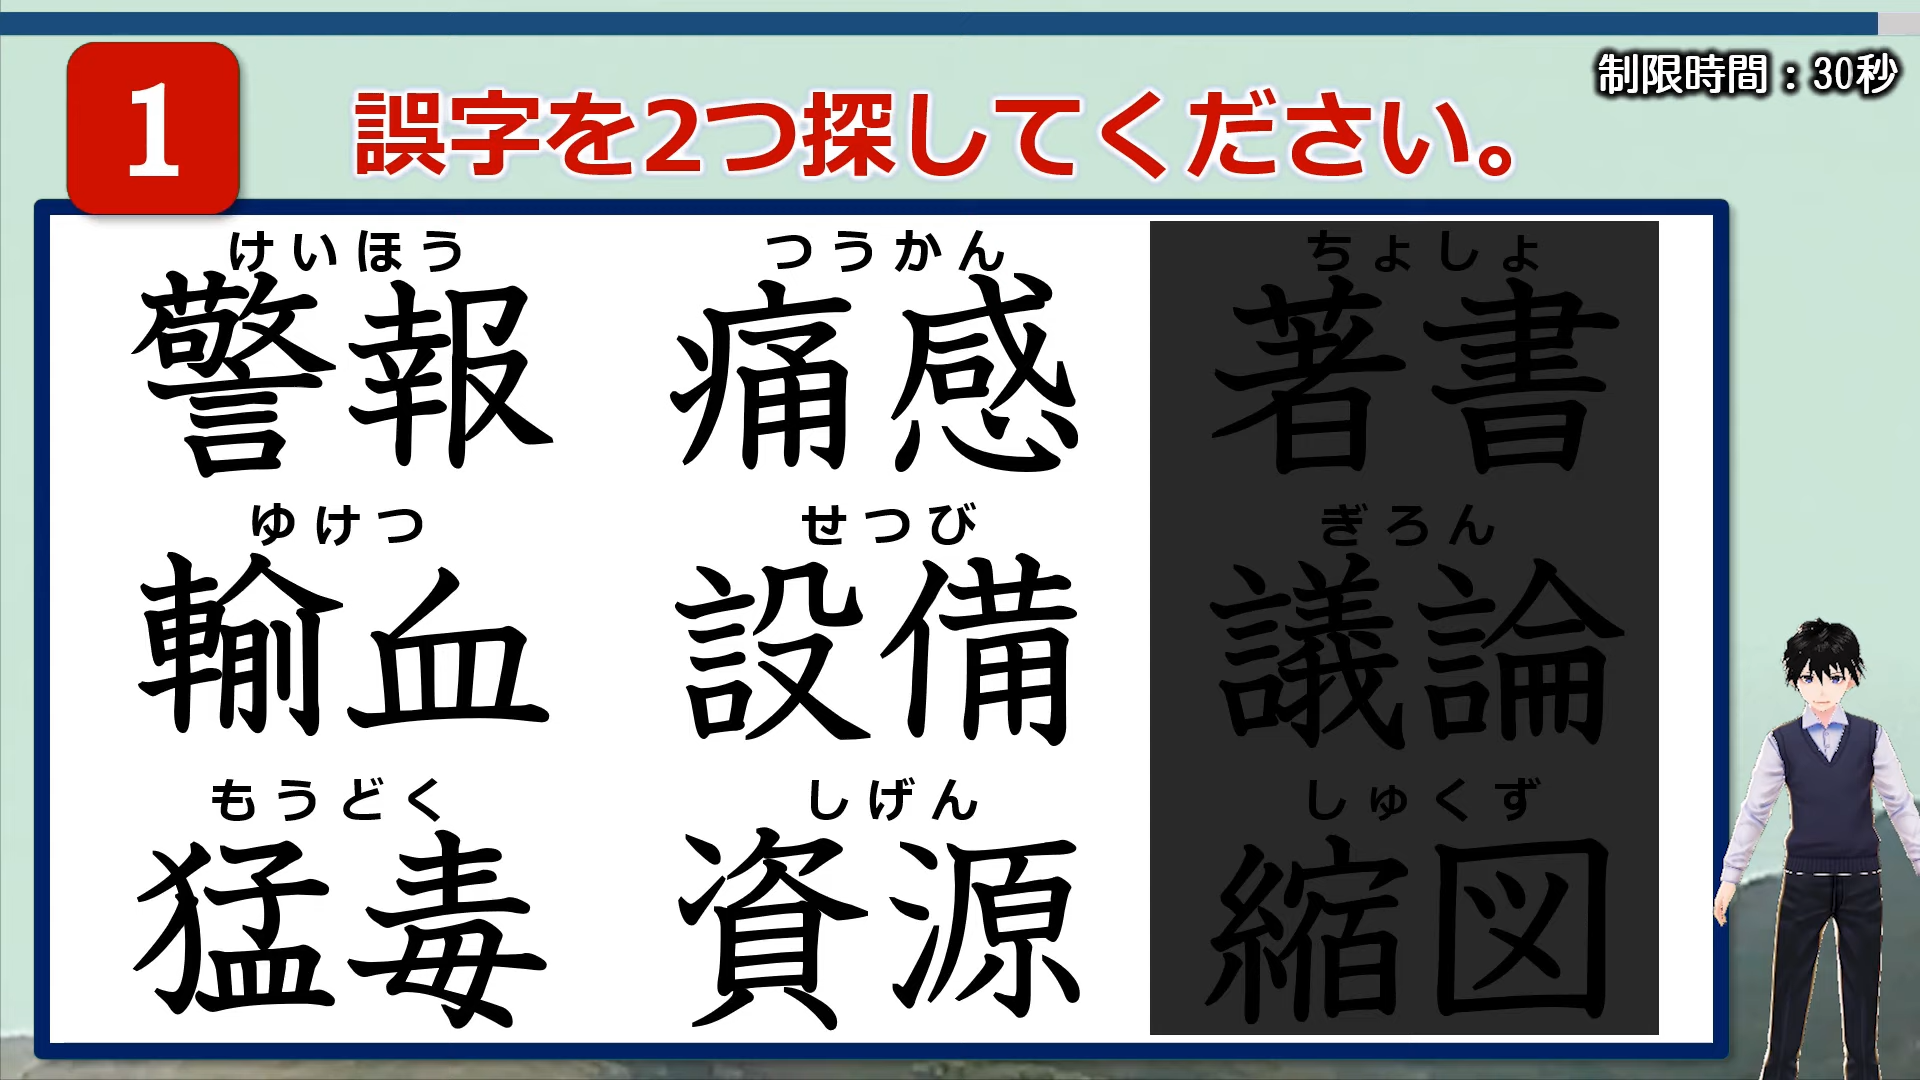 1
誤字を2つ探してください。
制限時間：30秒
けいほう つうかん ちょしょ
警報 痛感 著書
ゆけつ せつび ぎろん
輸血 設備 議論
もうどく しげん しゅくず
猛毒 資源 縮図